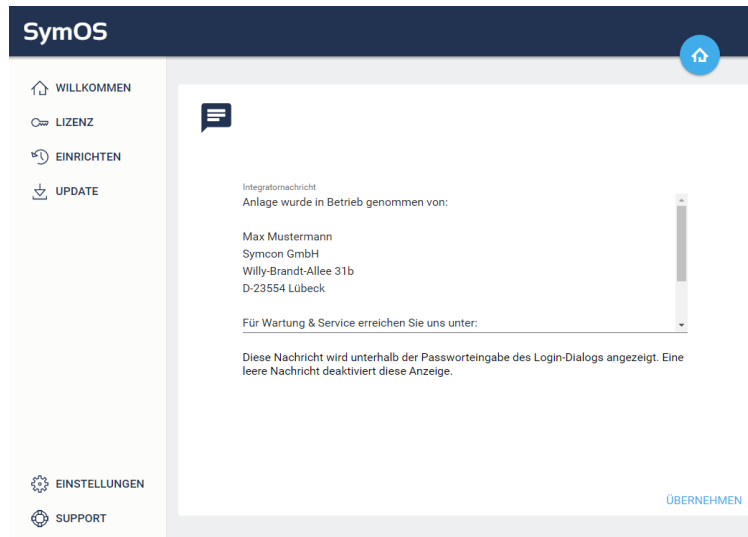 SymOS
WILLKOMMEN
LIZENZ
EINRICHTEN
UPDATE
Integratornachricht
Anlage wurde in Betrieb genommen von:
Max Mustermann
Symcon GmbH
Willy-Brandt-Allee 31b
D-23554 Lübeck
Für Wartung & Service erreichen Sie uns unter:
Diese Nachricht wird unterhalb der Passworteingabe des Login-Dialogs angezeigt. Eine
leere Nachricht deaktiviert diese Anzeige.
EINSTELLUNGEN
SUPPORT
ÜBERNEHMEN